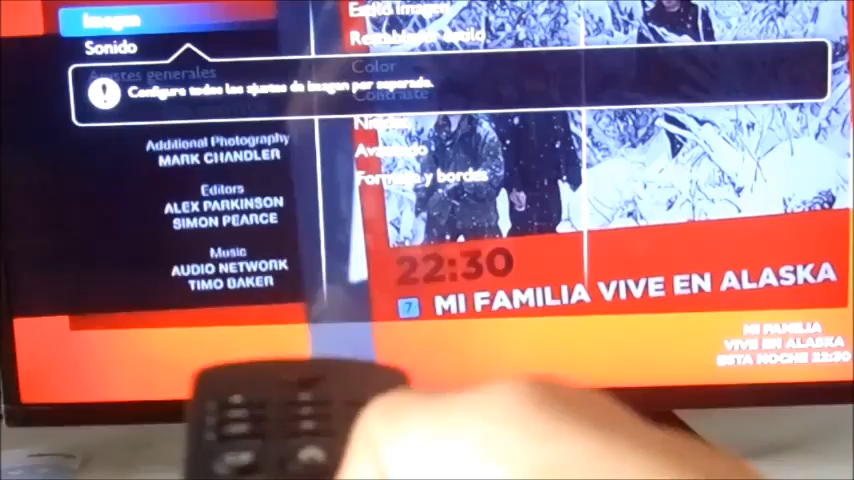 Imagen
Sonido
Ajustes generales
Estilo imagen
Restablecer estilo
Color
Contraste
Configure todos los ajustes de imagen por separado.
Nitidez
Avanzado
Formato y bordes
Additional Photography
MARK CHANDLER
Editors
ALEX PARKINSON
SIMON PEARCE
Music
AUDIO NETWORK
TIMO BAKER
22:30
7 MI FAMILIA VIVE EN ALASKA
MI FAMILIA
VIVE EN ALASKA
ESTA NOCHE 22:30